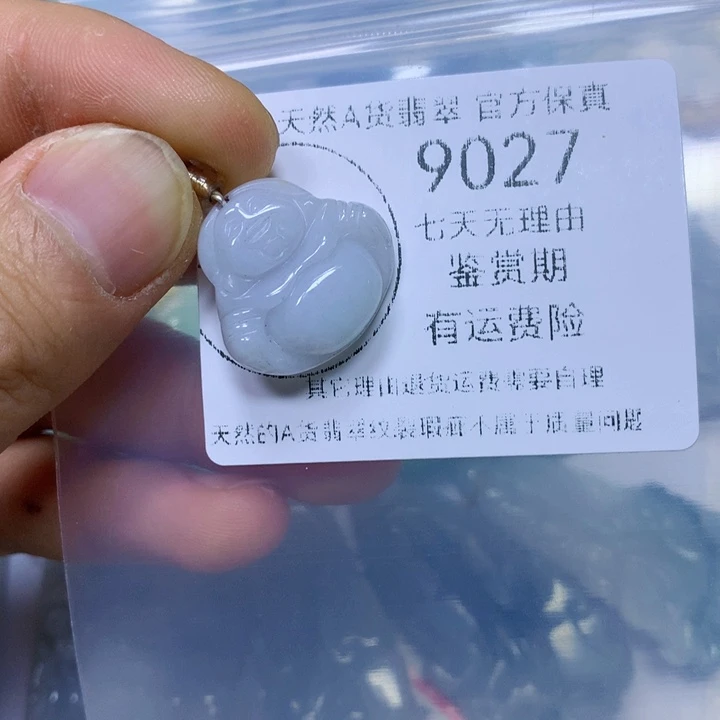 天然A货翡翠 官方保真
9027
七天无理由
鉴赏期
有运费险
其它理由退货运费需要自理
天然的A货翡翠纹裂瑕疵不属于质量问题